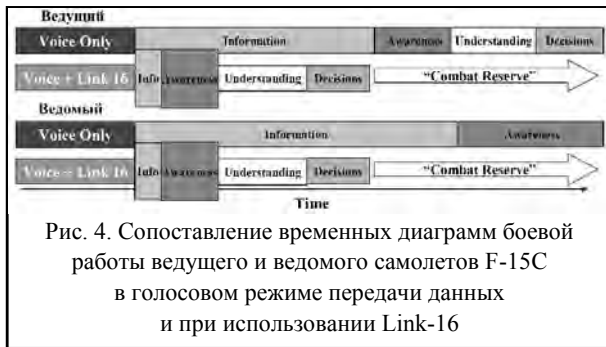 Ведущий
Voice Only Information Awareness Understanding Decisions
Voice + Link 16 Info Awareness Understanding Decisions "Combat Reserve"
Ведомый
Voice Only Information Awareness
Voice + Link 16 Info Awareness Understanding Decisions "Combat Reserve"
Time
Рис. 4. Сопоставление временных диаграмм боевой
работы ведущего и ведомого самолетов F-15C
в голосовом режиме передачи данных
и при использовании Link-16